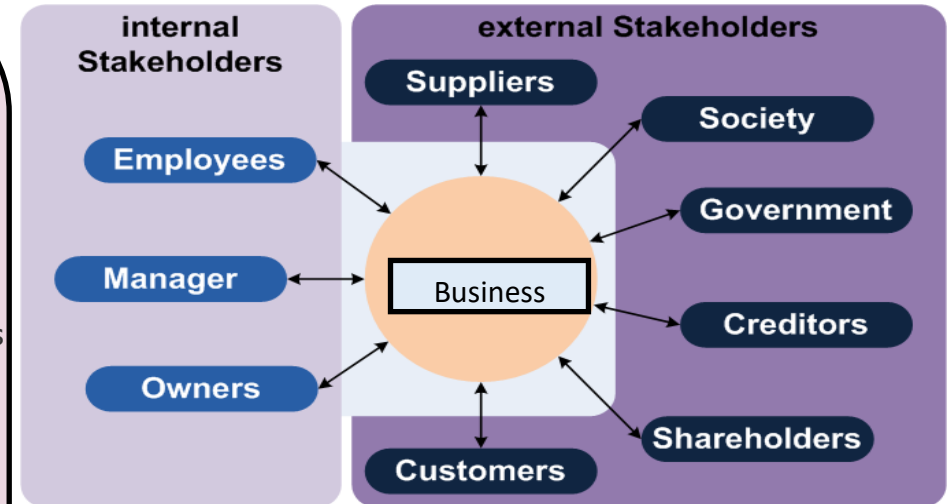 internal
Stakeholders
Employees
Manager
Owners
external Stakeholders
Suppliers
Society
Government
Creditors
Shareholders
Customers
Business
s